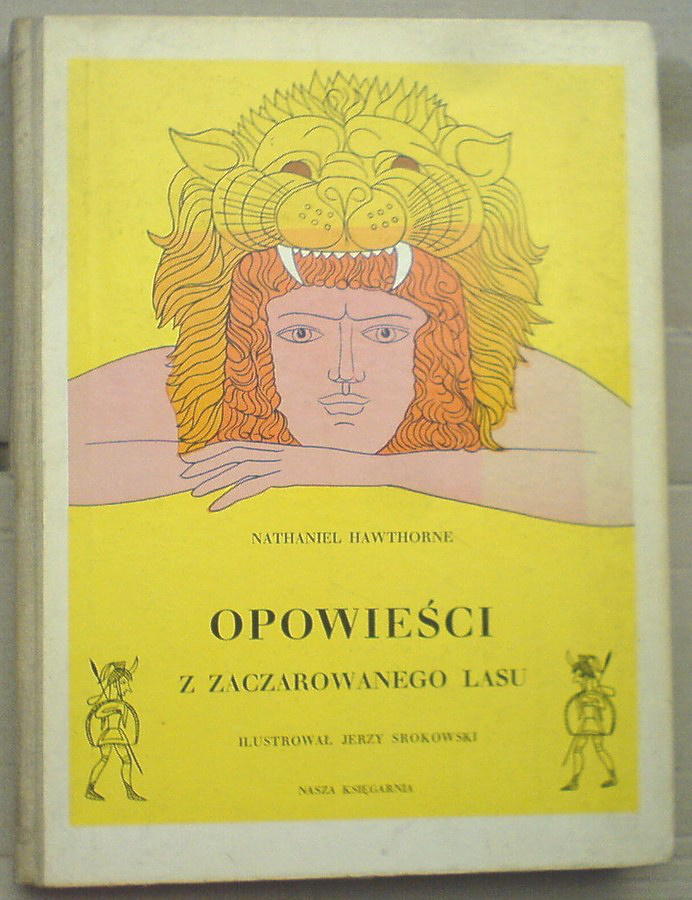 NATHANIEL HAWTHORNE
OPOWIEŚCI
Z ZACZAROWANEGO LASU
ILUSTROWAŁ JERZY SROKOWSKI
NASZA KSIĘGARNIA